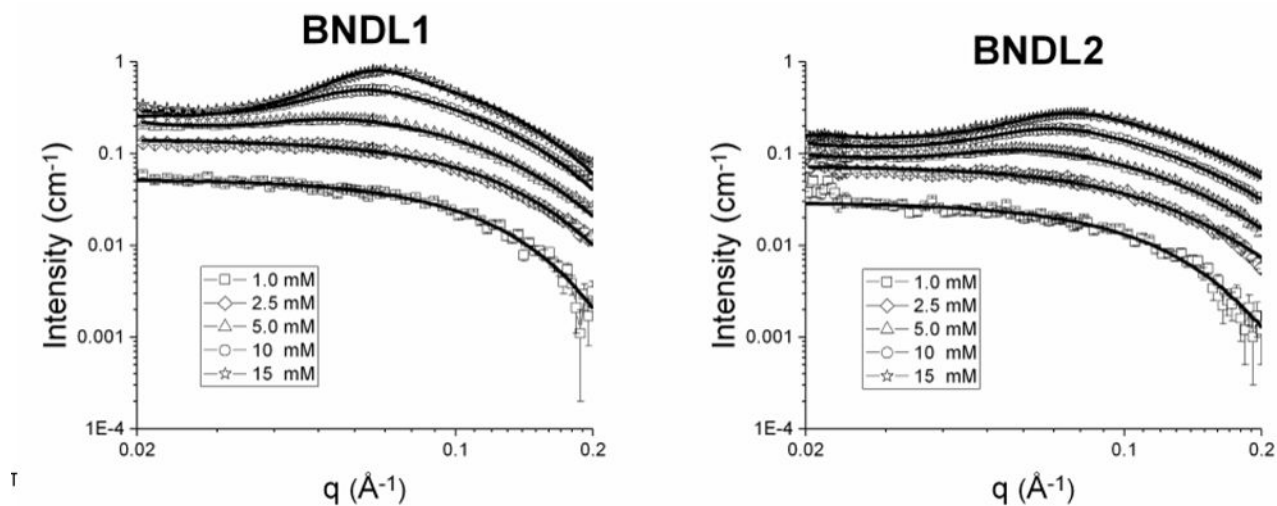 BNDL1
Intensity (cm⁻¹)
1
0.1
0.01
0.001
1E-4
1.0 mM
2.5 mM
5.0 mM
10 mM
15 mM
0.02
0.1
0.2
q (Å⁻¹)
T
BNDL2
Intensity (cm⁻¹)
1
0.1
0.01
0.001
1E-4
1.0 mM
2.5 mM
5.0 mM
10 mM
15 mM
0.02
0.1
0.2
q (Å⁻¹)